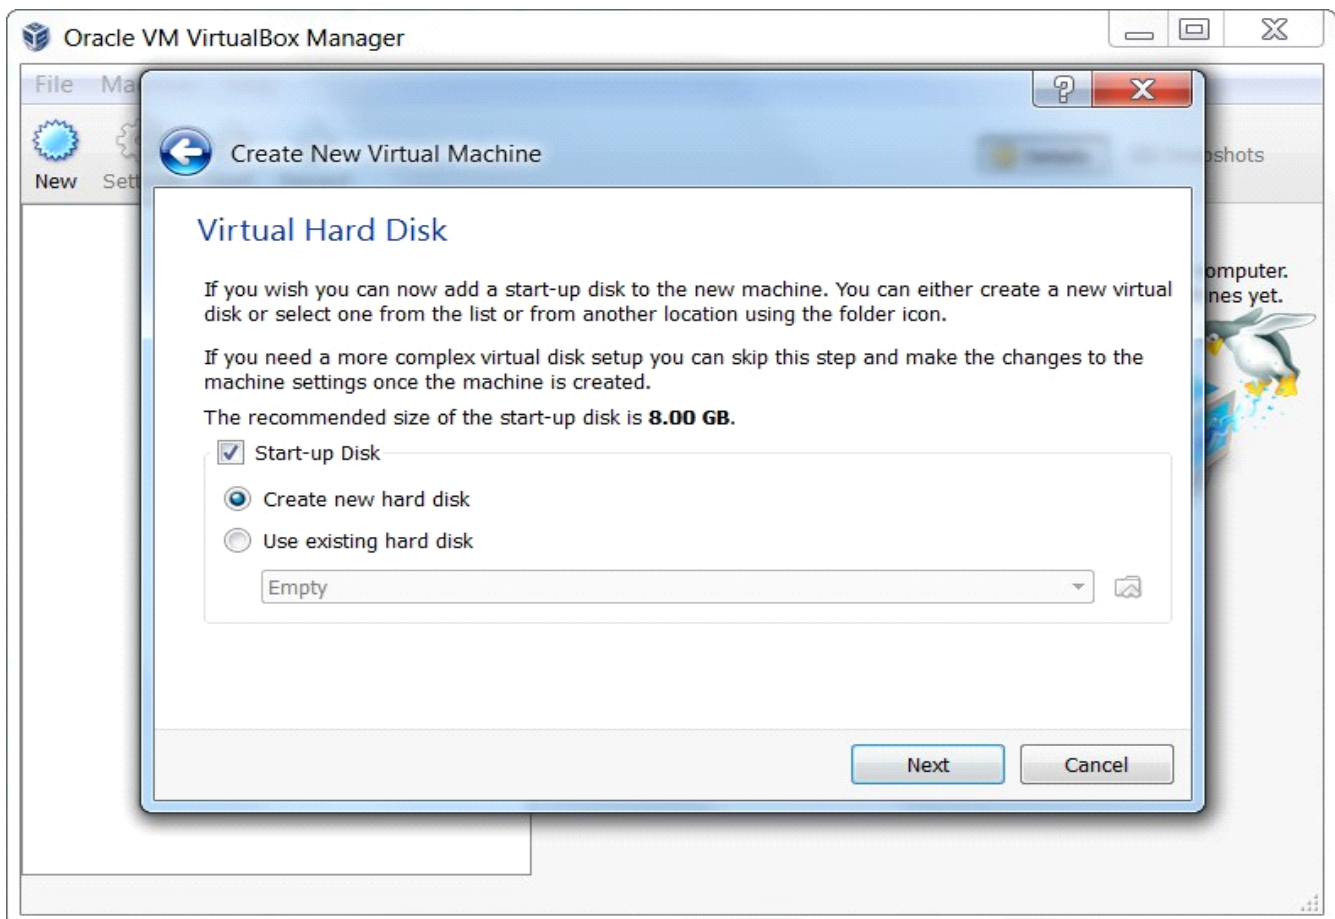 Oracle VM VirtualBox Manager
File
New
Create New Virtual Machine
Virtual Hard Disk
If you wish you can now add a start-up disk to the new machine. You can either create a new virtual
disk or select one from the list or from another location using the folder icon.
If you need a more complex virtual disk setup you can skip this step and make the changes to the
machine settings once the machine is created.
The recommended size of the start-up disk is 8.00 GB.
Start-up Disk
Create new hard disk
Use existing hard disk
Empty
Next
Cancel